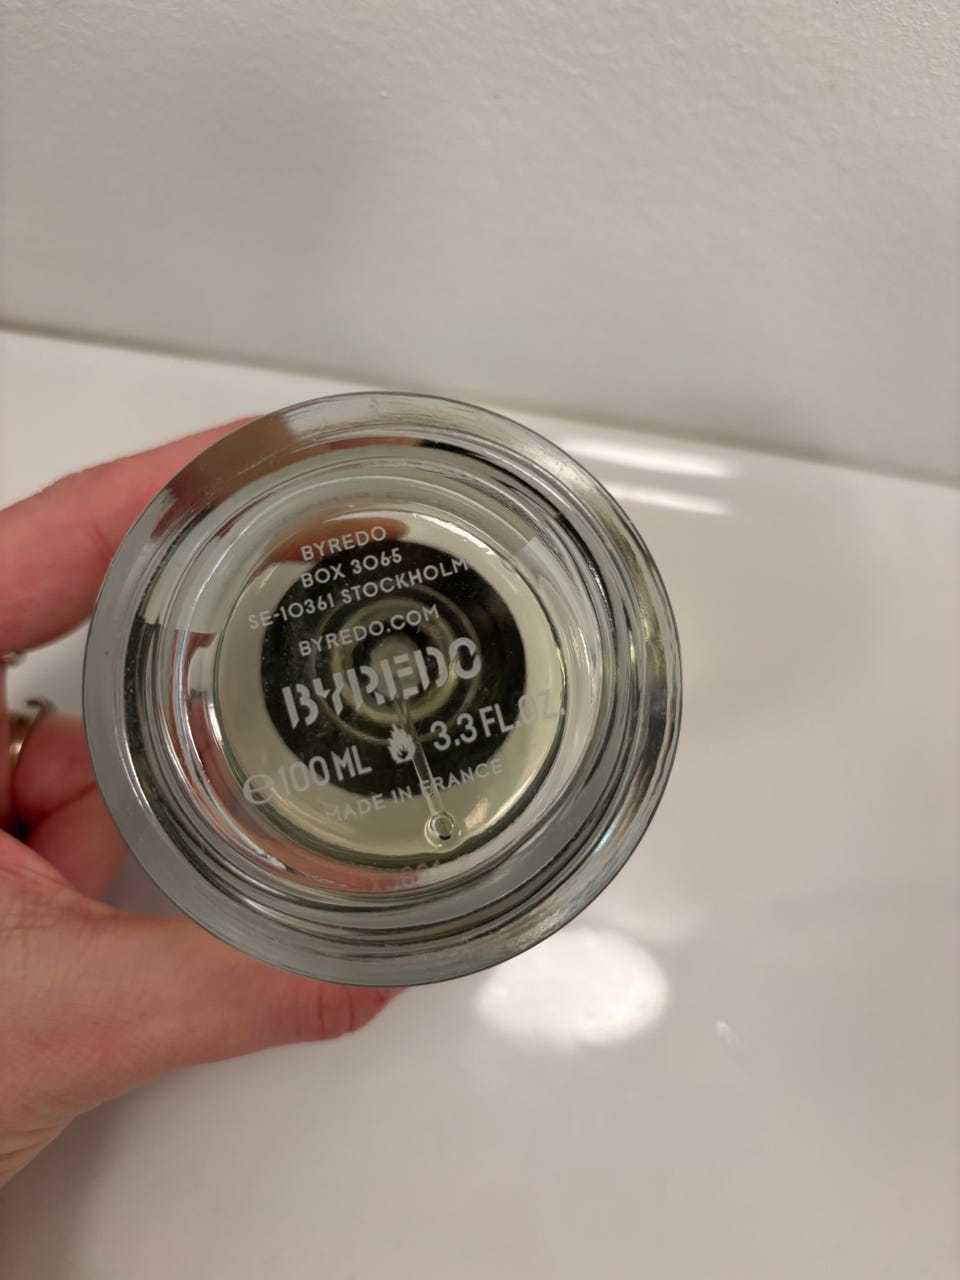 BYREDO
BOX 3065
SE-10361 STOCKHOLM
BYREDO.COM
BYREDO
℮100 ML 3.3 FL.OZ.
MADE IN FRANCE